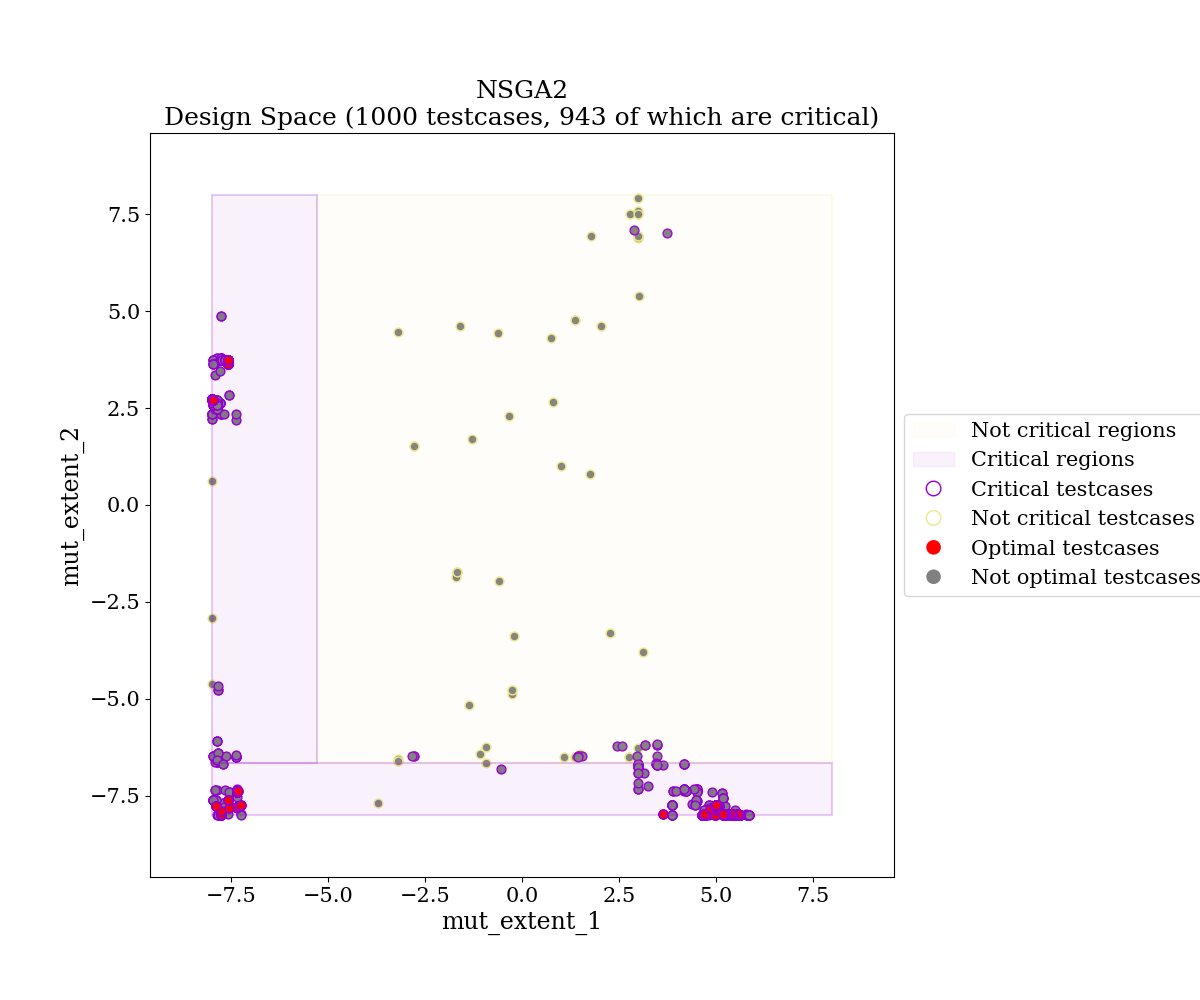 NSGA2
Design Space (1000 testcases, 943 of which are critical)
mut_extent_2
7.5
5.0
2.5
0.0
−2.5
−5.0
−7.5
−7.5
−5.0
−2.5
0.0
2.5
5.0
7.5
mut_extent_1
Not critical regions
Critical regions
Critical testcases
Not critical testcases
Optimal testcases
Not optimal testcases